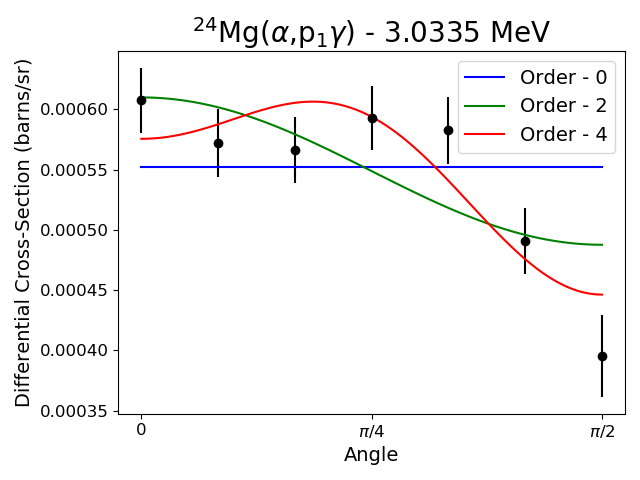 ²⁴Mg(α,p₁γ) - 3.0335 MeV
Differential Cross-Section (barns/sr)
0.00060
0.00055
0.00050
0.00045
0.00040
0.00035
Order - 0
Order - 2
Order - 4
0
π/4
π/2
Angle